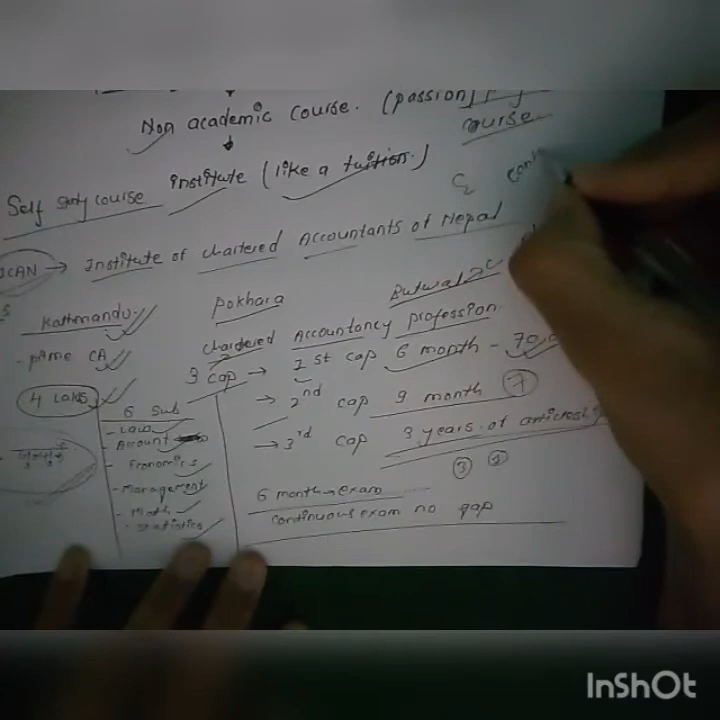 Non academic course. (passion)
course
Self study course institute (like a tuition.)
ICAN → Institute of chartered Accountants of Nepal
Kathmandu pokhara Butwal
chartered Accountancy profession.
- prime CA
3 cap → 1st cap 6 month -
4 Lakhs
6 sub → 2nd cap 9 month 7
- Law
- Account → 3rd cap 3 years of
- Economics
3
- Management
6 month → exam
- Math
continuous exam no gap
- Statistics
InShOt